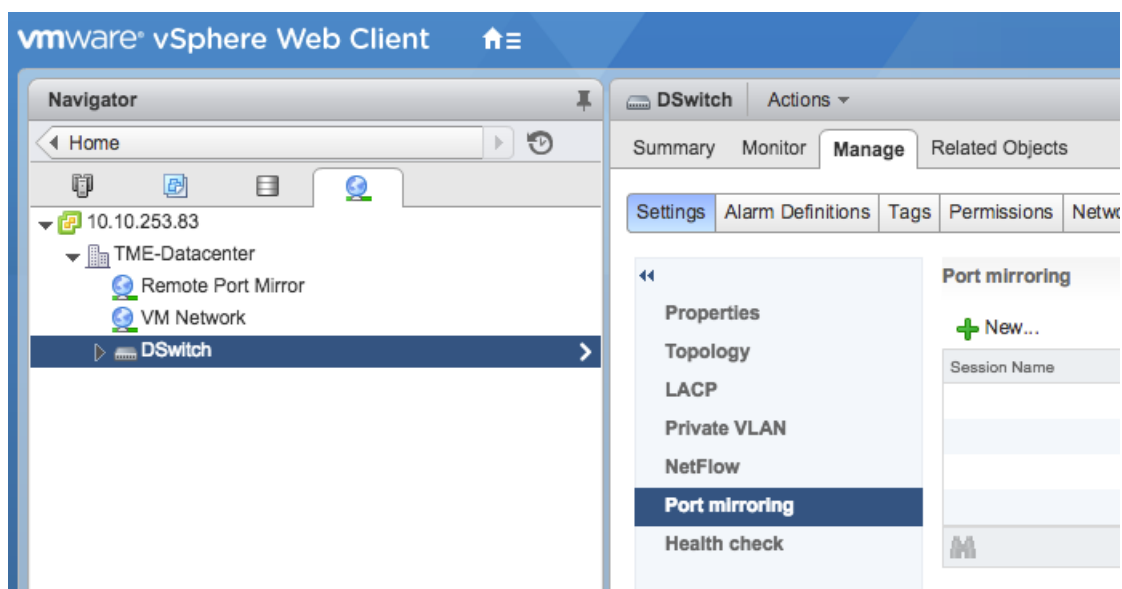 vmware® vSphere Web Client
Navigator
Home
10.10.253.83
TME-Datacenter
Remote Port Mirror
VM Network
DSwitch
DSwitch Actions
Summary Monitor Manage Related Objects
Settings Alarm Definitions Tags Permissions Netwo
Properties
Topology
LACP
Private VLAN
NetFlow
Port mirroring
Health check
Port mirroring
New...
Session Name